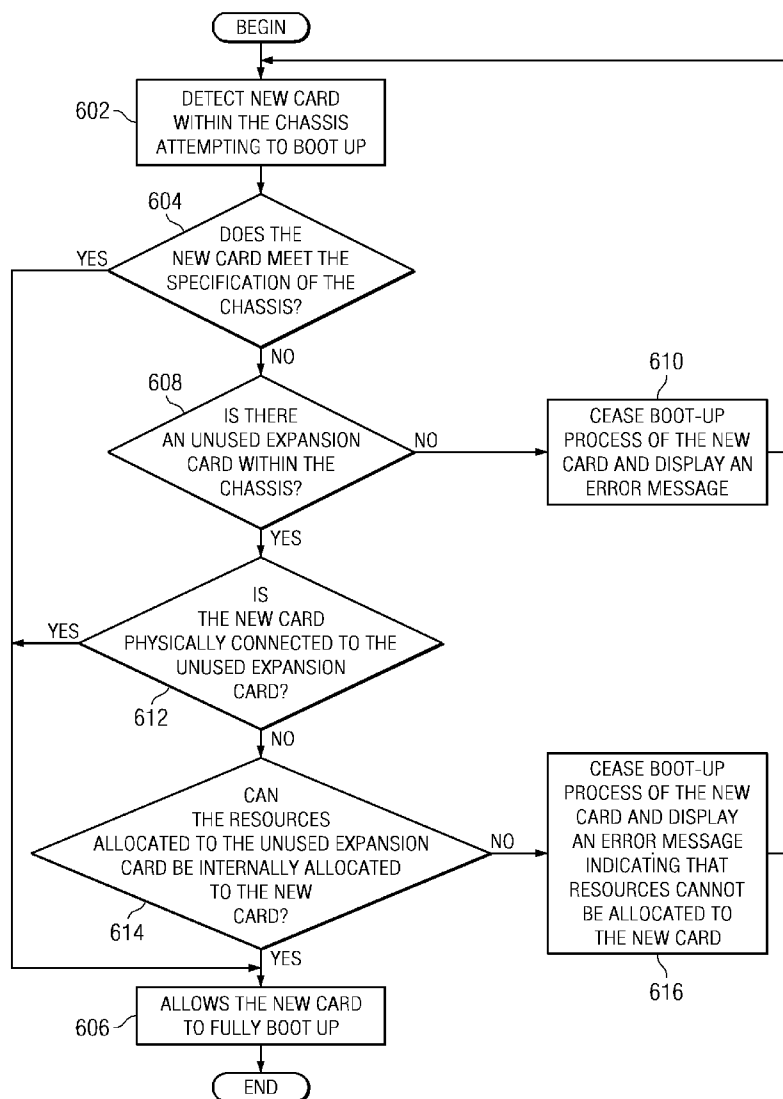 BEGIN
602
DETECT NEW CARD
WITHIN THE CHASSIS
ATTEMPTING TO BOOT UP
604
YES
DOES THE
NEW CARD MEET THE
SPECIFICATION OF THE
CHASSIS?
NO
608
IS THERE
AN UNUSED EXPANSION
CARD WITHIN THE
CHASSIS?
NO
610
CEASE BOOT-UP
PROCESS OF THE NEW
CARD AND DISPLAY AN
ERROR MESSAGE
YES
YES
IS
THE NEW CARD
PHYSICALLY CONNECTED TO THE
UNUSED EXPANSION
CARD?
612
NO
CAN
THE RESOURCES
ALLOCATED TO THE UNUSED EXPANSION
CARD BE INTERNALLY ALLOCATED
TO THE NEW
CARD?
614
NO
CEASE BOOT-UP
PROCESS OF THE NEW
CARD AND DISPLAY
AN ERROR MESSAGE
INDICATING THAT
RESOURCES CANNOT
BE ALLOCATED TO
THE NEW CARD
616
YES
606
ALLOWS THE NEW CARD
TO FULLY BOOT UP
END